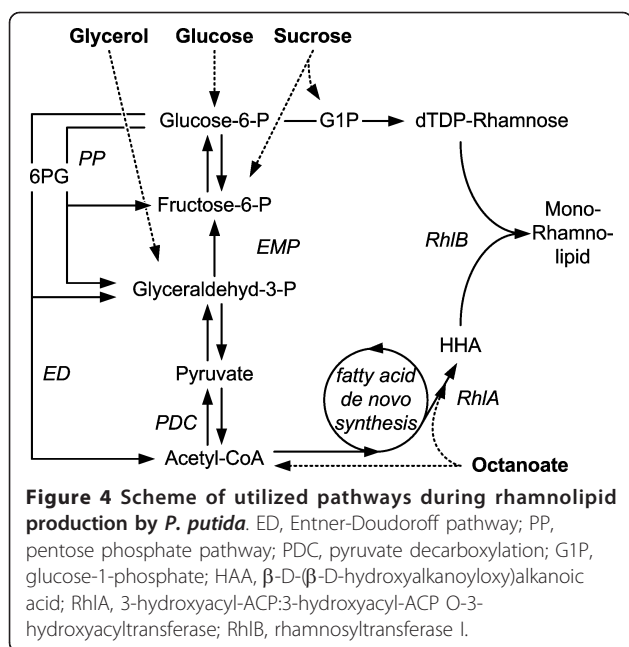 Glycerol Glucose Sucrose
Glucose-6-P G1P dTDP-Rhamnose
PP
6PG
Fructose-6-P Mono-
Rhamno-
lipid
EMP RhlB
Glyceraldehyd-3-P
HHA
Pyruvate fatty acid
de novo
synthesis
ED RhlA
PDC
Acetyl-CoA Octanoate
Figure 4 Scheme of utilized pathways during rhamnolipid
production by P. putida. ED, Entner-Doudoroff pathway; PP,
pentose phosphate pathway; PDC, pyruvate decarboxylation; G1P,
glucose-1-phosphate; HAA, β-D-(β-D-hydroxyalkanoyloxy)alkanoic
acid; RhlA, 3-hydroxyacyl-ACP:3-hydroxyacyl-ACP O-3-
hydroxyacyltransferase; RhlB, rhamnosyltransferase I.